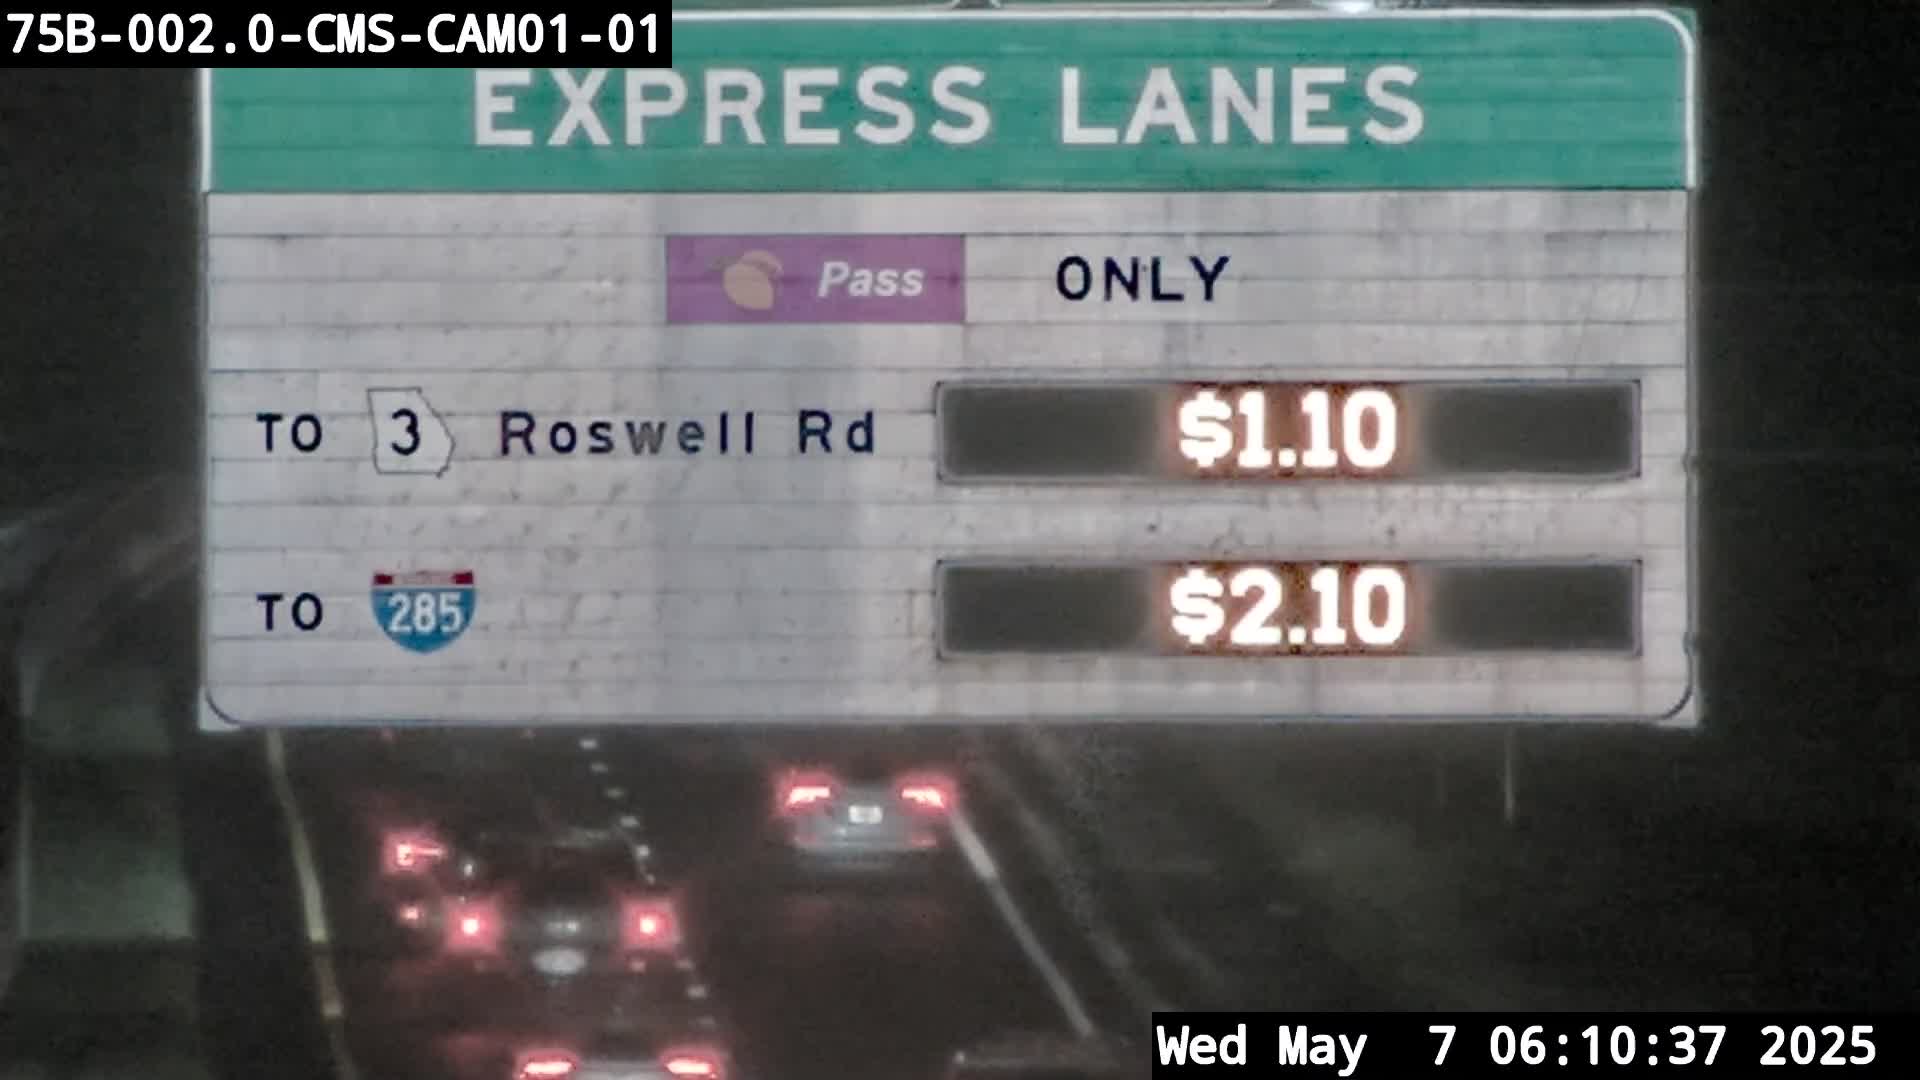 75B-002.0-CMS-CAM01-01
EXPRESS LANES
Pass ONLY
TO 3 Roswell Rd $1.10
TO 285 $2.10
Wed May 7 06:10:37 2025